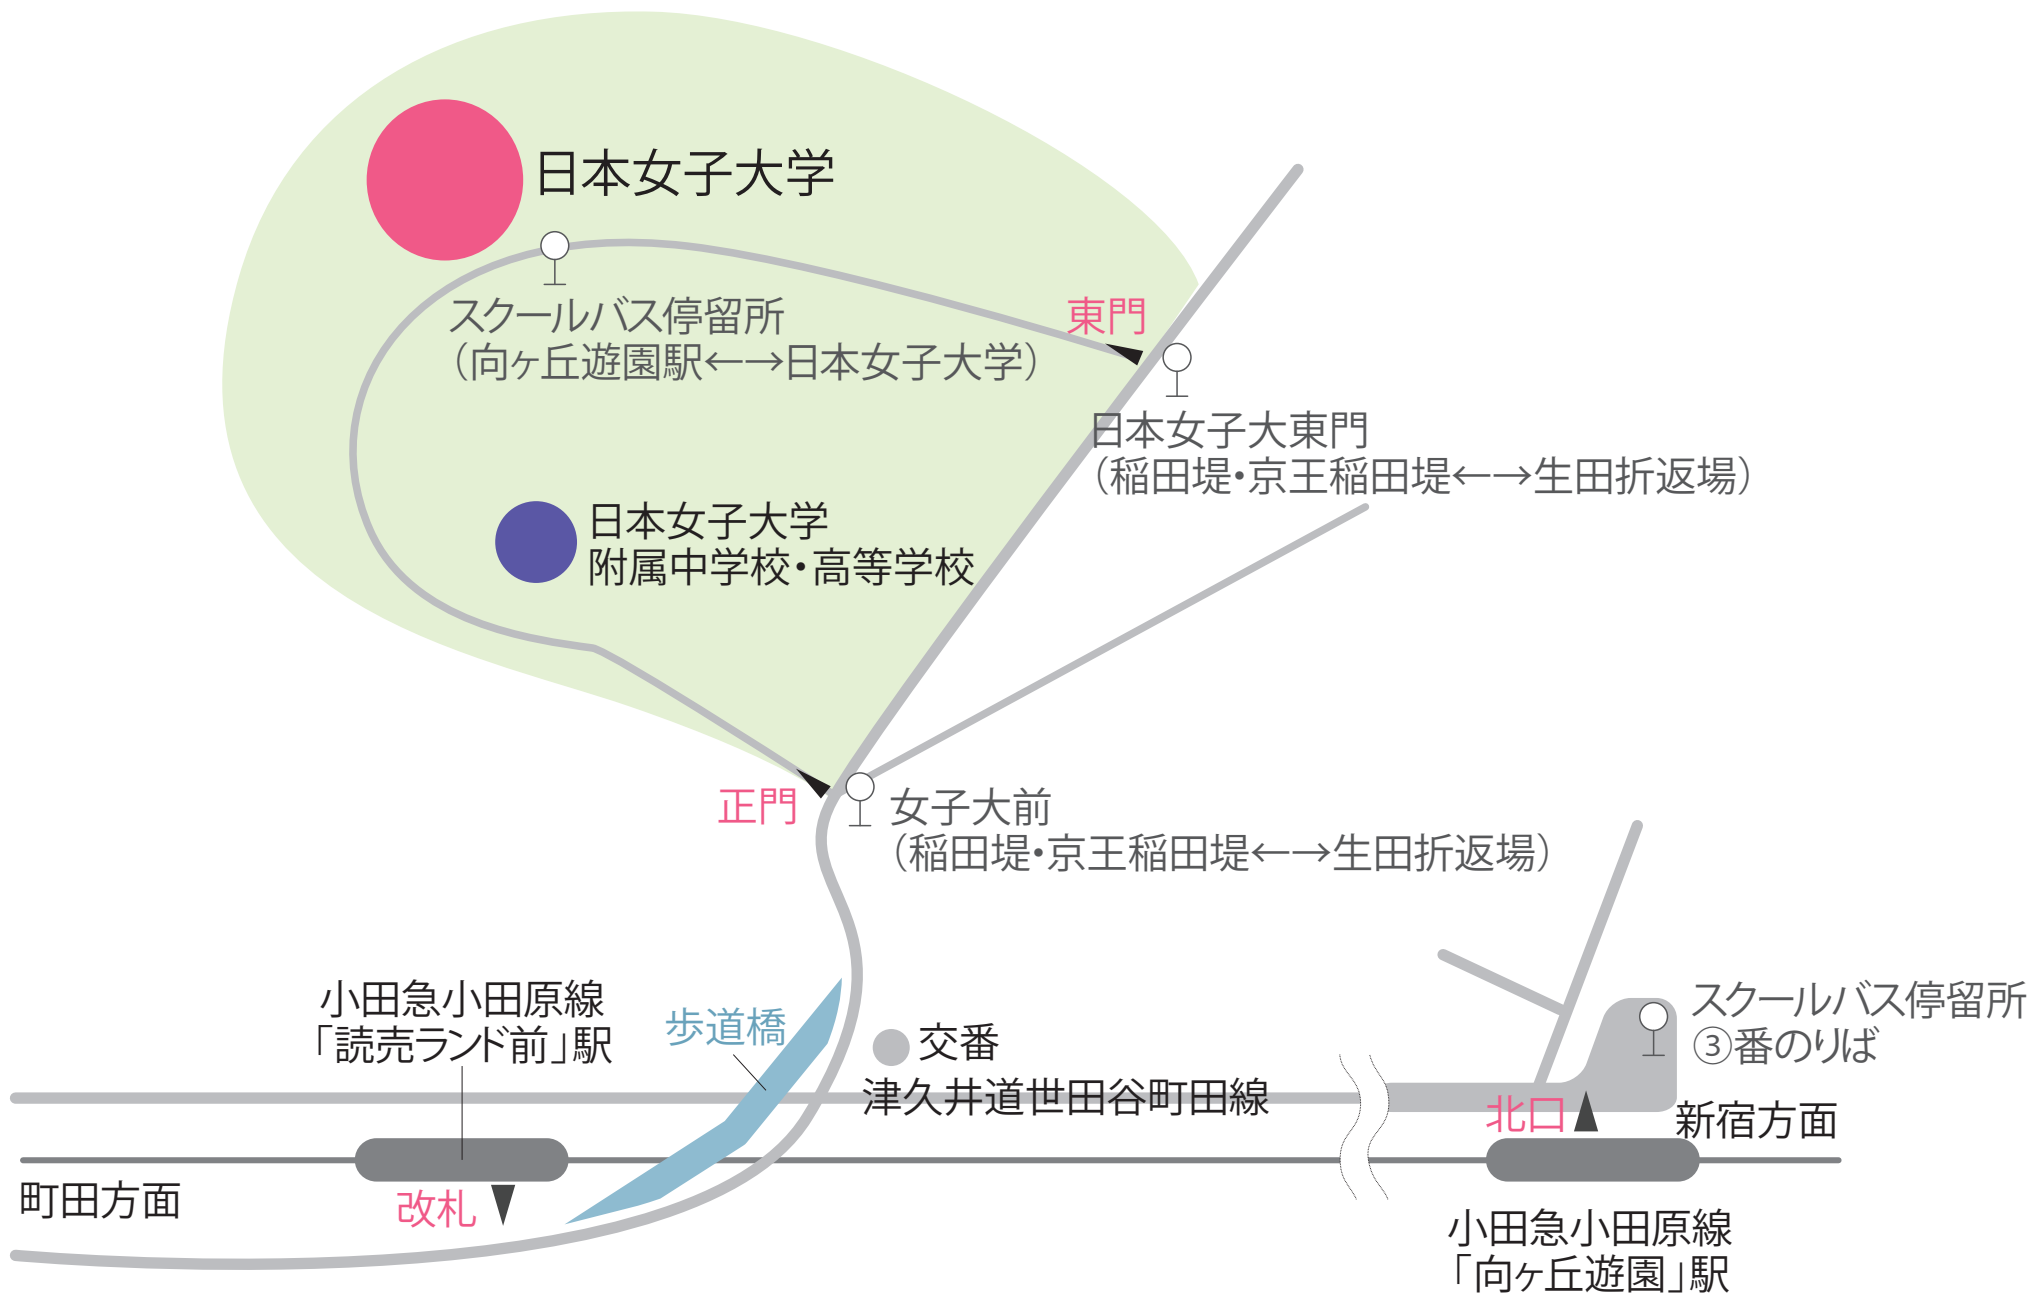 日本女子大学
スクールバス停留所
（向ヶ丘遊園駅←→日本女子大学）
東門
日本女子大東門
（稲田堤・京王稲田堤←→生田折返場）
日本女子大学
附属中学校・高等学校
正門
女子大前
（稲田堤・京王稲田堤←→生田折返場）
小田急小田原線
「読売ランド前」駅
歩道橋
交番
津久井道世田谷町田線
スクールバス停留所
③番のりば
北口
新宿方面
町田方面
改札
小田急小田原線
「向ヶ丘遊園」駅